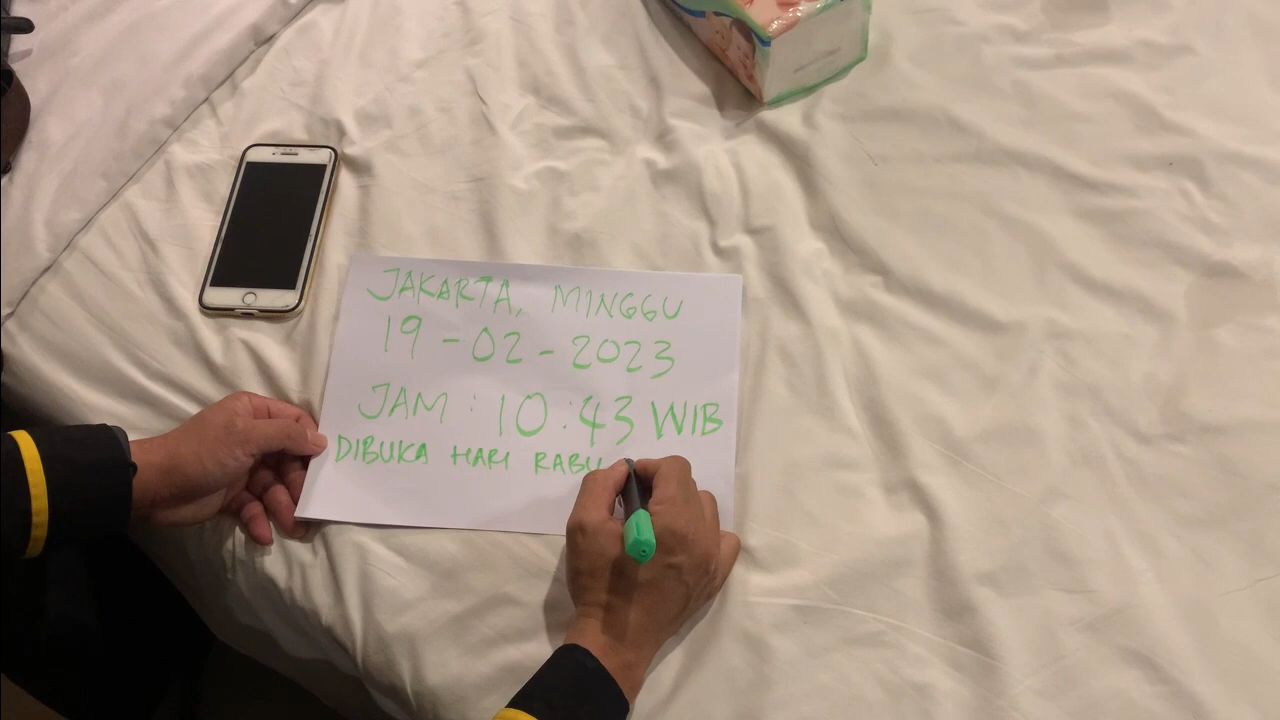 JAKARTA, MINGGU
19-02-2023
JAM : 10:43 WIB
DIBUKA HARI RABU